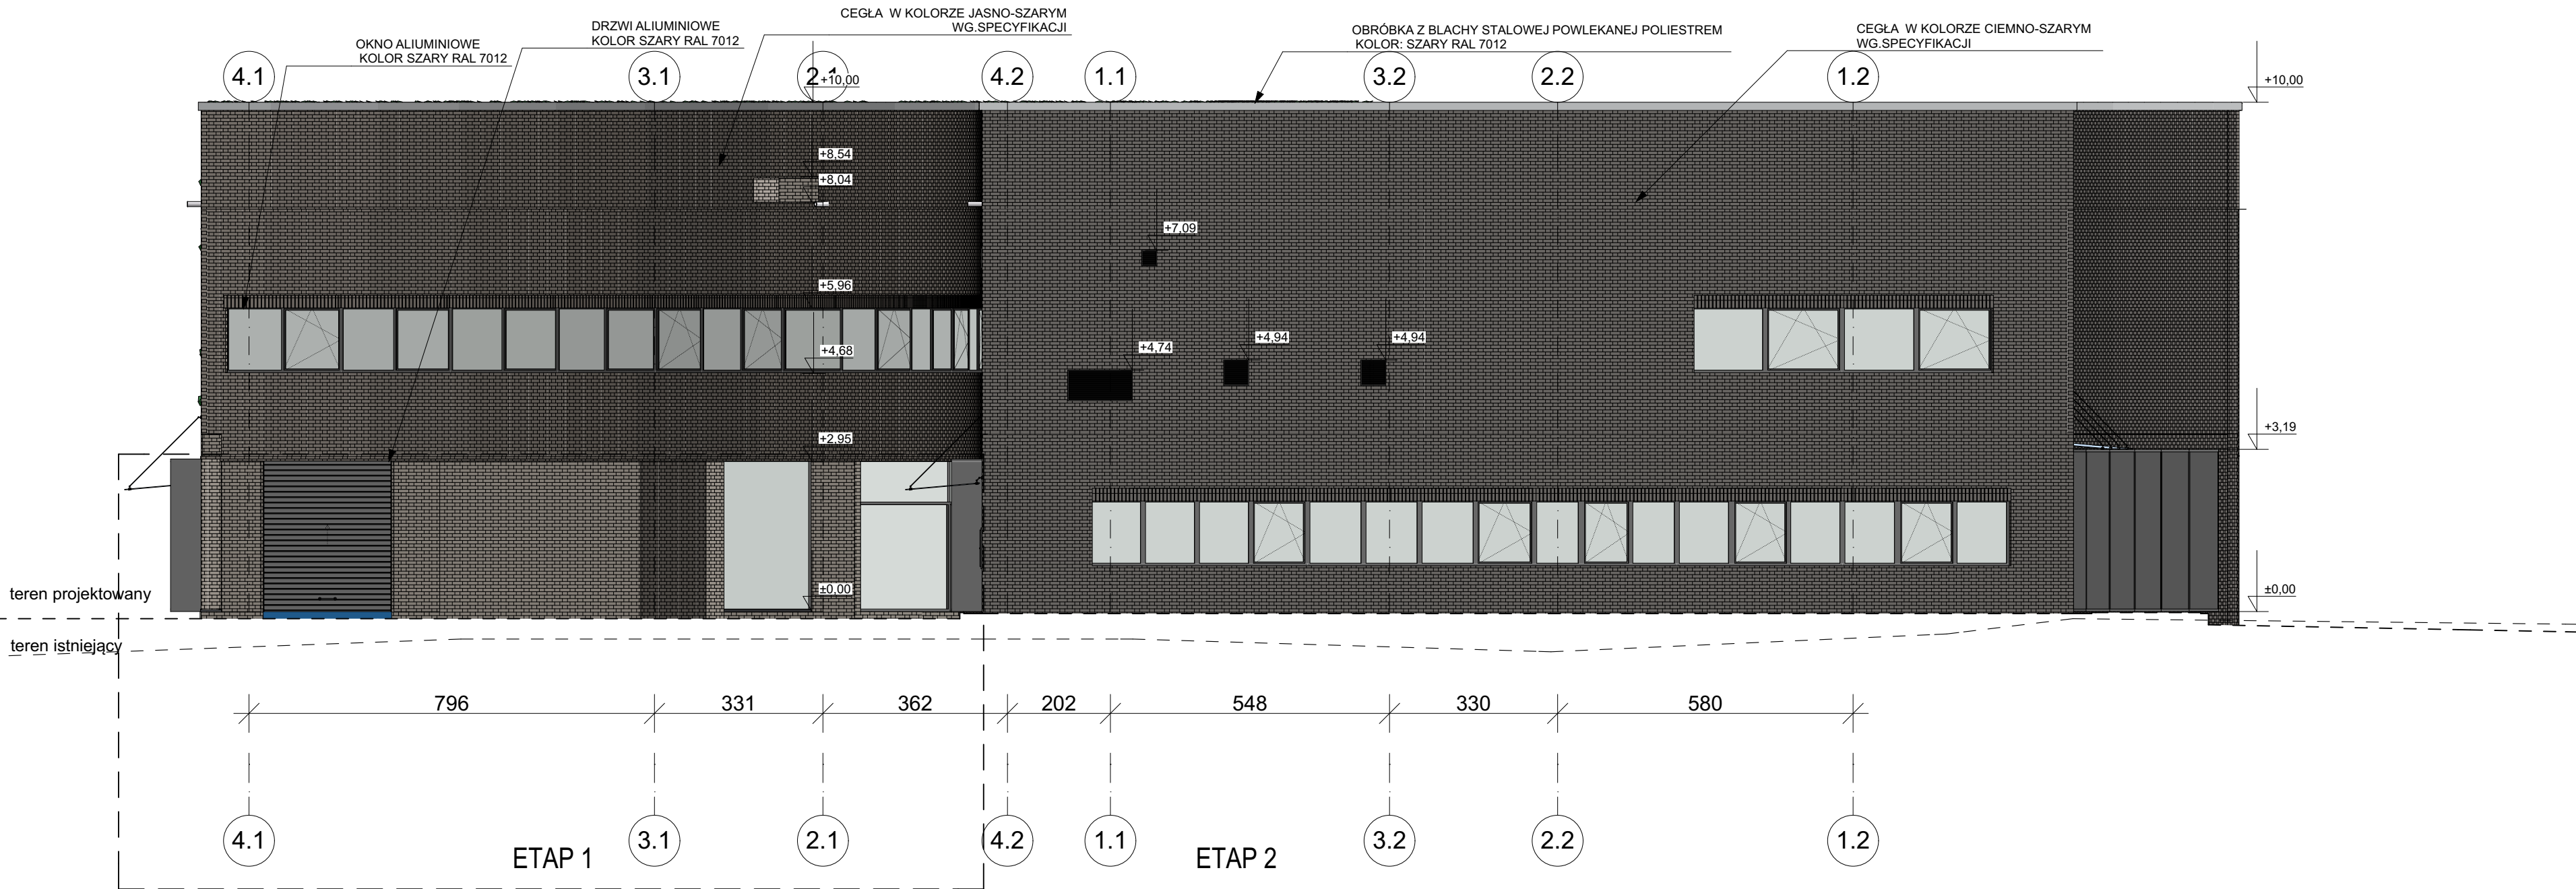 CEGŁA  W KOLORZE JASNO-SZARYM
WG.SPECYFIKACJI
DRZWI ALIUMINIOWE
KOLOR SZARY RAL 7012
OKNO ALIUMINIOWE
KOLOR SZARY RAL 7012
OBRÓBKA Z BLACHY STALOWEJ POWLEKANEJ POLIESTREM
KOLOR: SZARY RAL 7012
CEGŁA  W KOLORZE CIEMNO-SZARYM
WG.SPECYFIKACJI
4.1
3.1
2.1
4.2
1.1
3.2
2.2
1.2
+10,00
+10,00
+8,54
+8,04
+7,09
+5,96
+4,68
+4,74
+4,94
+4,94
+2,95
+3,19
±0,00
±0,00
teren projektowany
teren istniejący
796
331
362
202
548
330
580
4.1
3.1
2.1
4.2
1.1
3.2
2.2
1.2
ETAP 1
ETAP 2